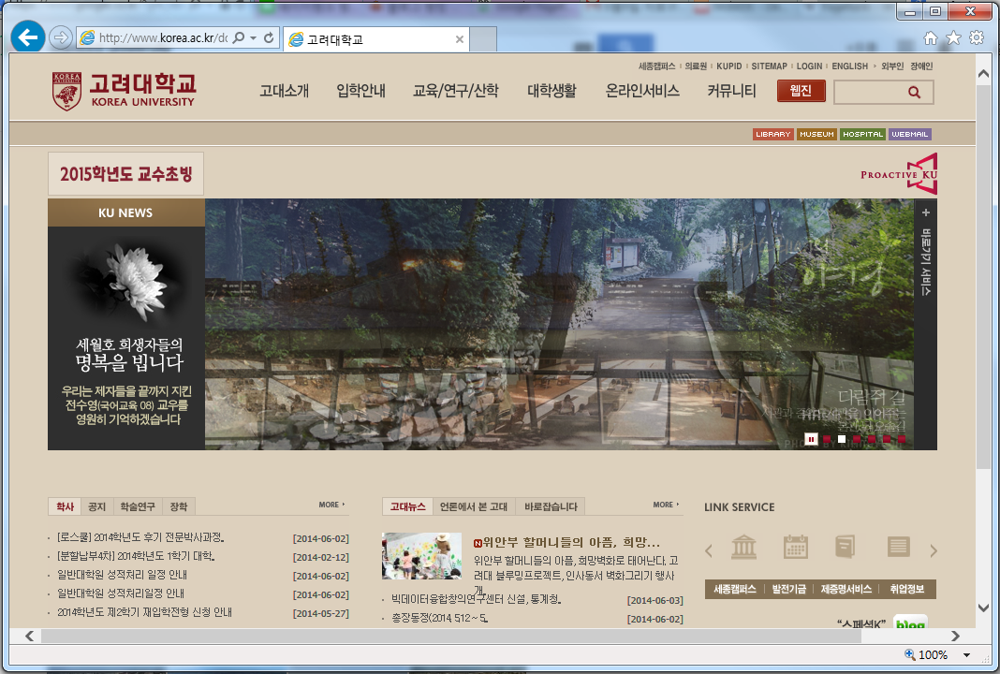 http://www.korea.ac.kr/do
고려대학교
세종캠퍼스 의료원 KUPID SITEMAP LOGIN ENGLISH 외부인 장애인
KOREA
고려대학교
KOREA UNIVERSITY
고대소개 입학안내 교육/연구/산학 대학생활 온라인서비스 커뮤니티 웹진
LIBRARY MUSEUM HOSPITAL WEBMAIL
2015학년도 교수초빙
PROACTIVE KU
KU NEWS
+ 바로가기 서비스
세월호 희생자들의
명복을 빕니다
우리는 제자들을 끝까지 지킨
전수영(국어교육 08) 교우를
영원히 기억하겠습니다
다람쥐 길
학사 공지 학술연구 장학 MORE
[로스쿨] 2014학년도 후기 전문박사과정.. [2014-06-02]
[분할납부4차] 2014학년도 1학기 대학.. [2014-02-12]
일반대학원 성적처리 일정 안내 [2014-06-02]
일반대학원 성적처리일정 안내 [2014-06-02]
2014학년도 제2학기 재입학전형 신청 안내 [2014-05-27]
고대뉴스 언론에서 본 고대 바로잡습니다 MORE
N 위안부 할머니들의 아픔, 희망...
위안부 할머니들의 아픔, 희망벽화로 태어난다. 고
려대 블루밍프로젝트, 인사동서 벽화그리기 행사
개..
빅데이터융합창의연구센터 신설, 통계청.. [2014-06-03]
총장동정(2014. 5.12 ~ 5.. [2014-06-02]
LINK SERVICE
세종캠퍼스 발전기금 제증명서비스 취업정보
“스페셜K” blog
100%